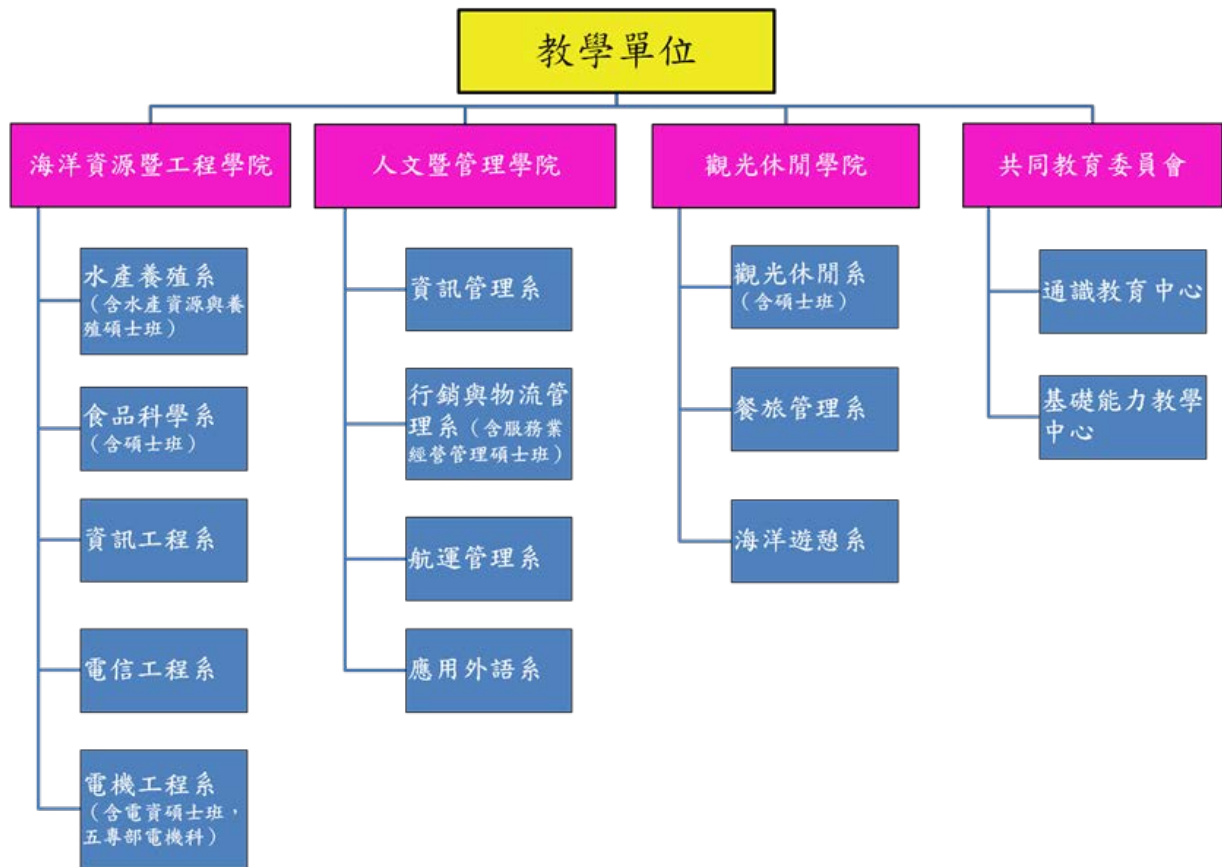 教學單位
海洋資源暨工程學院
水產養殖系
（含水產資源與養
殖碩士班）
食品科學系
（含碩士班）
資訊工程系
電信工程系
電機工程系
（含電資碩士班，
五專部電機科）
人文暨管理學院
資訊管理系
行銷與物流管
理系（含服務業
經營管理碩士班）
航運管理系
應用外語系
觀光休閒學院
觀光休閒系
（含碩士班）
餐旅管理系
海洋遊憩系
共同教育委員會
通識教育中心
基礎能力教學
中心